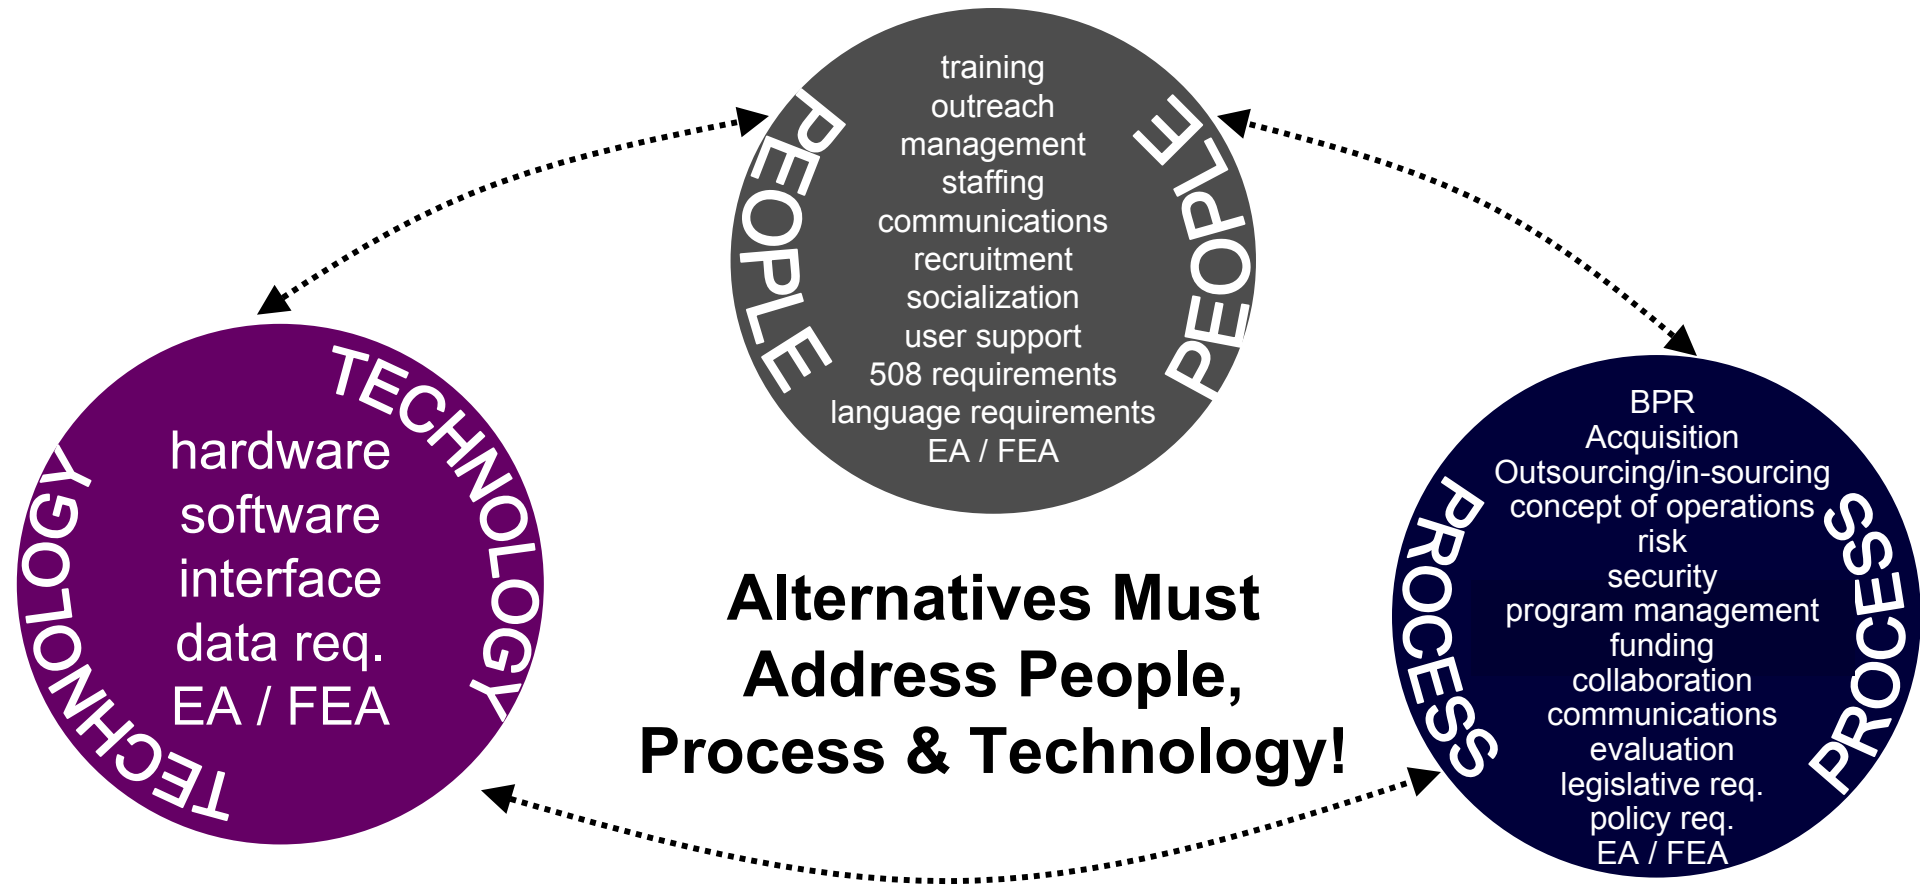 PEOPLE
training
outreach
management
staffing
communications
recruitment
socialization
user support
508 requirements
language requirements
EA / FEA
PEOPLE
TECHNOLOGY
hardware
software
interface
data req.
EA / FEA
TECHNOLOGY
Alternatives Must
Address People,
Process & Technology!
PROCESS
BPR
Acquisition
Outsourcing/in-sourcing
concept of operations
risk
security
program management
funding
collaboration
communications
evaluation
legislative req.
policy req.
EA / FEA
PROCESS